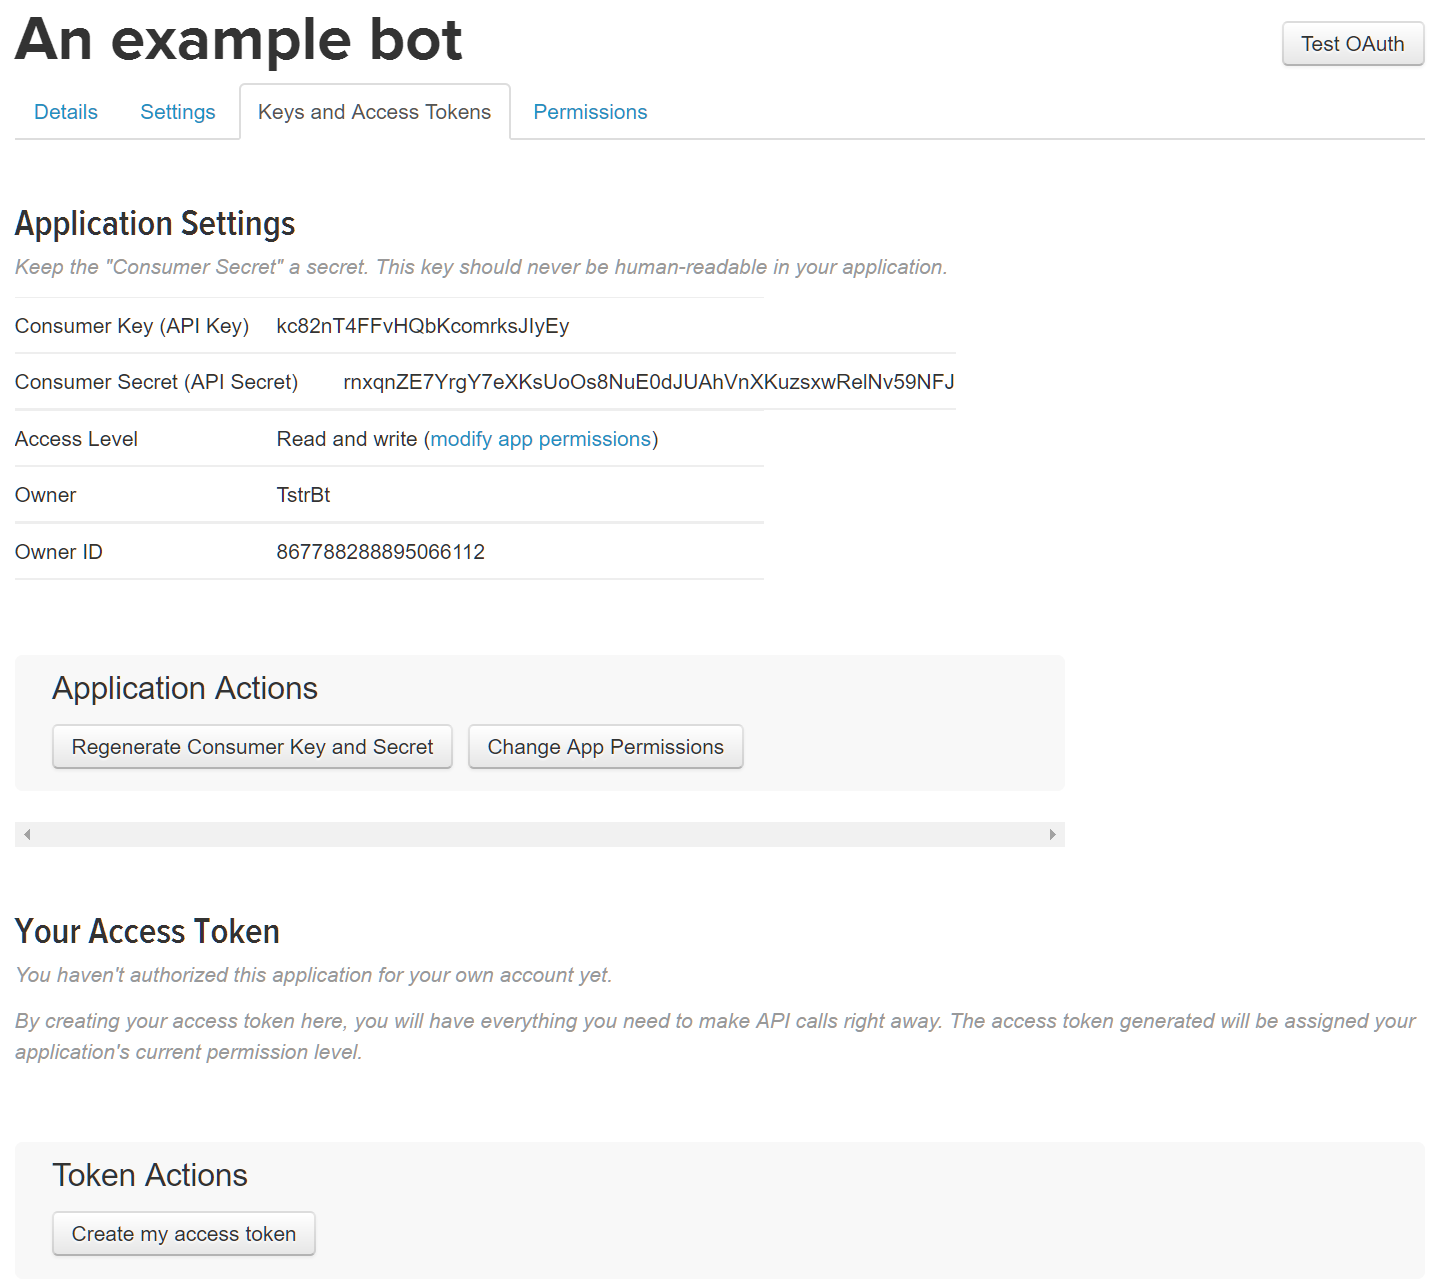 An example bot
Test OAuth
Details Settings Keys and Access Tokens Permissions
Application Settings
Keep the "Consumer Secret" a secret. This key should never be human-readable in your application.
Consumer Key (API Key) kc82nT4FFvHQbKcomrksJIyEy
Consumer Secret (API Secret) rnxqnZE7YrgY7eXKsUoOs8NuE0dJUAhVnXKuzsxwRelNv59NFJ
Access Level Read and write (modify app permissions)
Owner TstrBt
Owner ID 867788288895066112
Application Actions
Regenerate Consumer Key and Secret Change App Permissions
Your Access Token
You haven't authorized this application for your own account yet.
By creating your access token here, you will have everything you need to make API calls right away. The access token generated will be assigned your
application's current permission level.
Token Actions
Create my access token